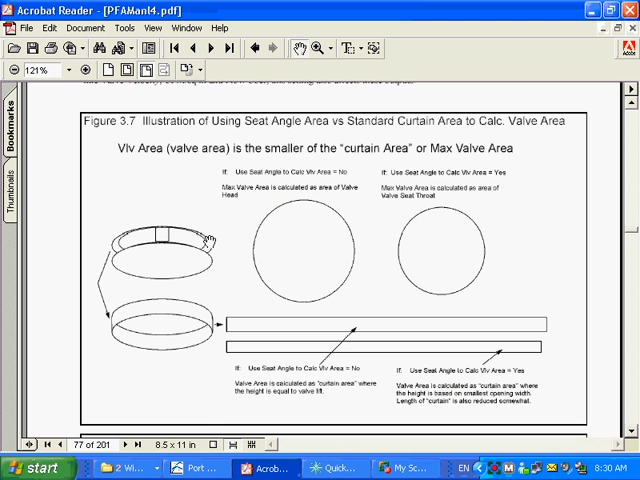 Acrobat Reader - [PFAMan14.pdf]
File Edit Document Tools View Window Help
Adobe
121%
Bookmarks
Thumbnails
Figure 3.7 Illustration of Using Seat Angle Area vs Standard Curtain Area to Calc. Valve Area
Vlv Area (valve area) is the smaller of the “curtain Area” or Max Valve Area
If: Use Seat Angle to Calc Vlv Area = No
Max Valve Area is calculated as area of Valve
Head
If: Use Seat Angle to Calc Vlv Area = Yes
Max Valve Area is calculated as area of
Valve Seat Throat
If: Use Seat Angle to Calc Vlv Area = No
Valve Area is calculated as “curtain area” where
the height is equal to valve lift.
If: Use Seat Angle to Calc Vlv Area = Yes
Valve Area is calculated as “curtain area” where
the height is based on smallest opening width.
Length of “curtain” is also reduced somewhat.
77 of 201
8.5 x 11 in
start
2 Wi...
Port ...
Acrob...
Quick...
My Sc...
EN
8:30 AM